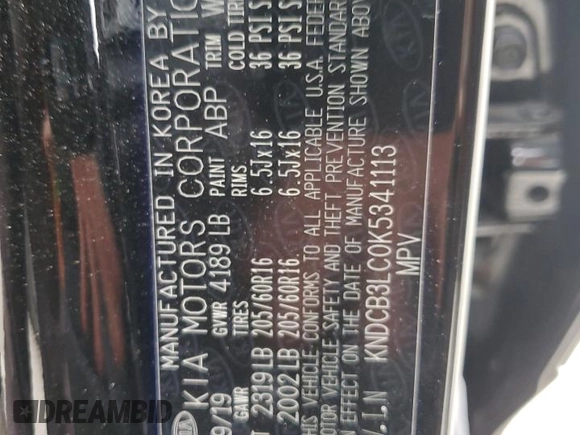 MANUFACTURED IN KOREA BY
KIA MOTORS CORPORATIO
9/19 GVWR 4189 LB PAINT ABP TRIM W
GAWR TIRES RIMS COLD TIR
T 2319 LB 205/60R16 6.5Jx16 36 PSI S
2002 LB 205/60R16 6.5Jx16 36 PSI S
THIS VEHICLE CONFORMS TO ALL APPLICABLE U.S.A. FEDER
MOTOR VEHICLE SAFETY AND THEFT PREVENTION STANDAR
IN EFFECT ON THE DATE OF MANUFACTURE SHOWN ABOV
V.I.N KNDCB3LC0K5341113
MPV
KIA
DREAMBID